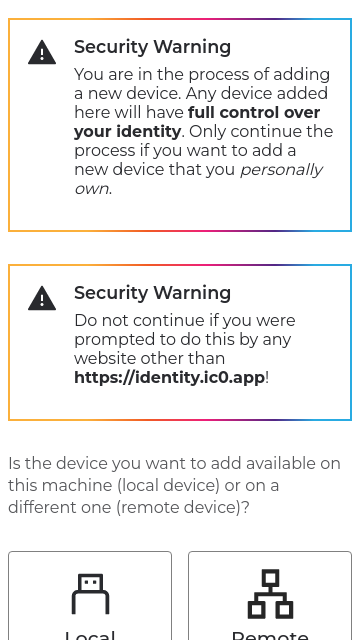 Security Warning
You are in the process of adding
a new device. Any device added
here will have full control over
your identity. Only continue the
process if you want to add a
new device that you personally
own.
Security Warning
Do not continue if you were
prompted to do this by any
website other than
https://identity.ic0.app!
Is the device you want to add available on
this machine (local device) or on a
different one (remote device)?
Local
Remote